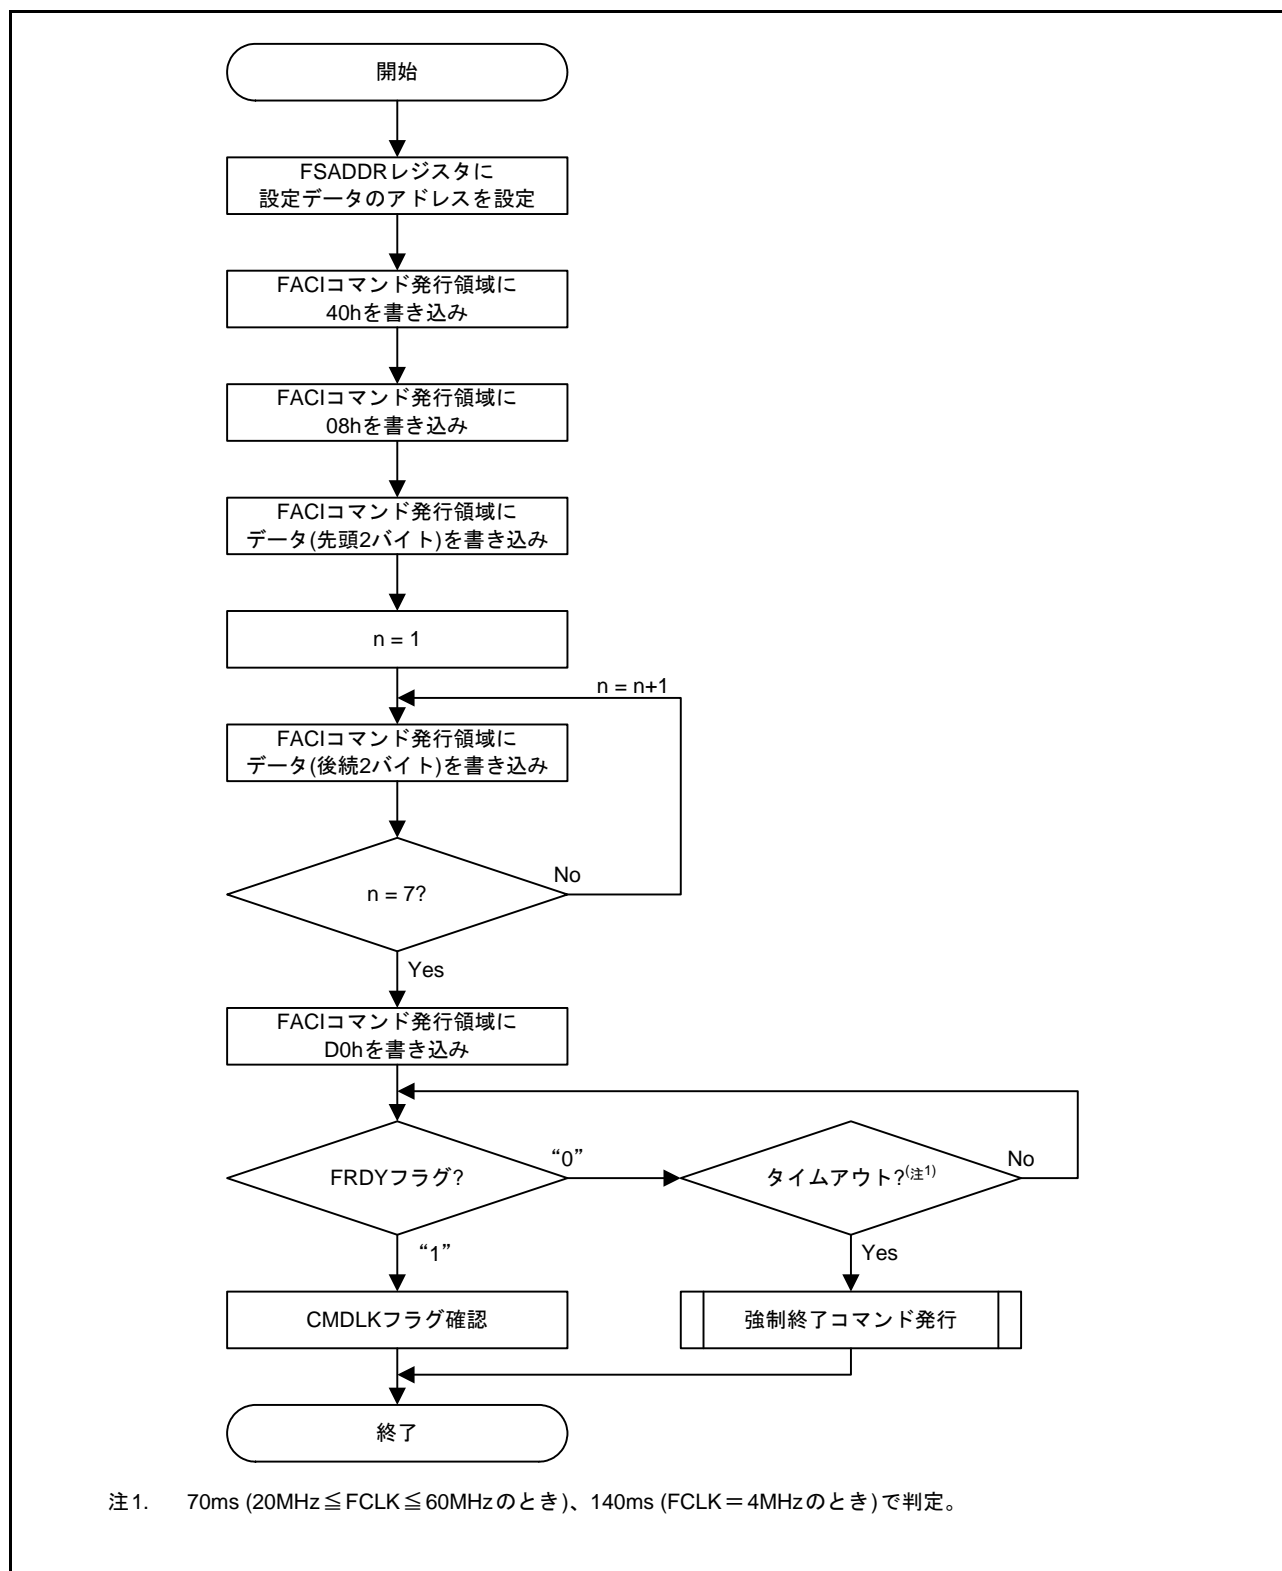 開始
FSADDRレジスタに
設定データのアドレスを設定
FACIコマンド発行領域に
40hを書き込み
FACIコマンド発行領域に
08hを書き込み
FACIコマンド発行領域に
データ(先頭2バイト)を書き込み
n = 1
n = n+1
FACIコマンド発行領域に
データ(後続2バイト)を書き込み
n = 7?
No
Yes
FACIコマンド発行領域に
D0hを書き込み
FRDYフラグ?
“0”
タイムアウト?(注1)
No
“1”
Yes
CMDLKフラグ確認
強制終了コマンド発行
終了
注1. 70ms (20MHz≦FCLK≦60MHzのとき)、140ms (FCLK＝4MHzのとき)で判定。